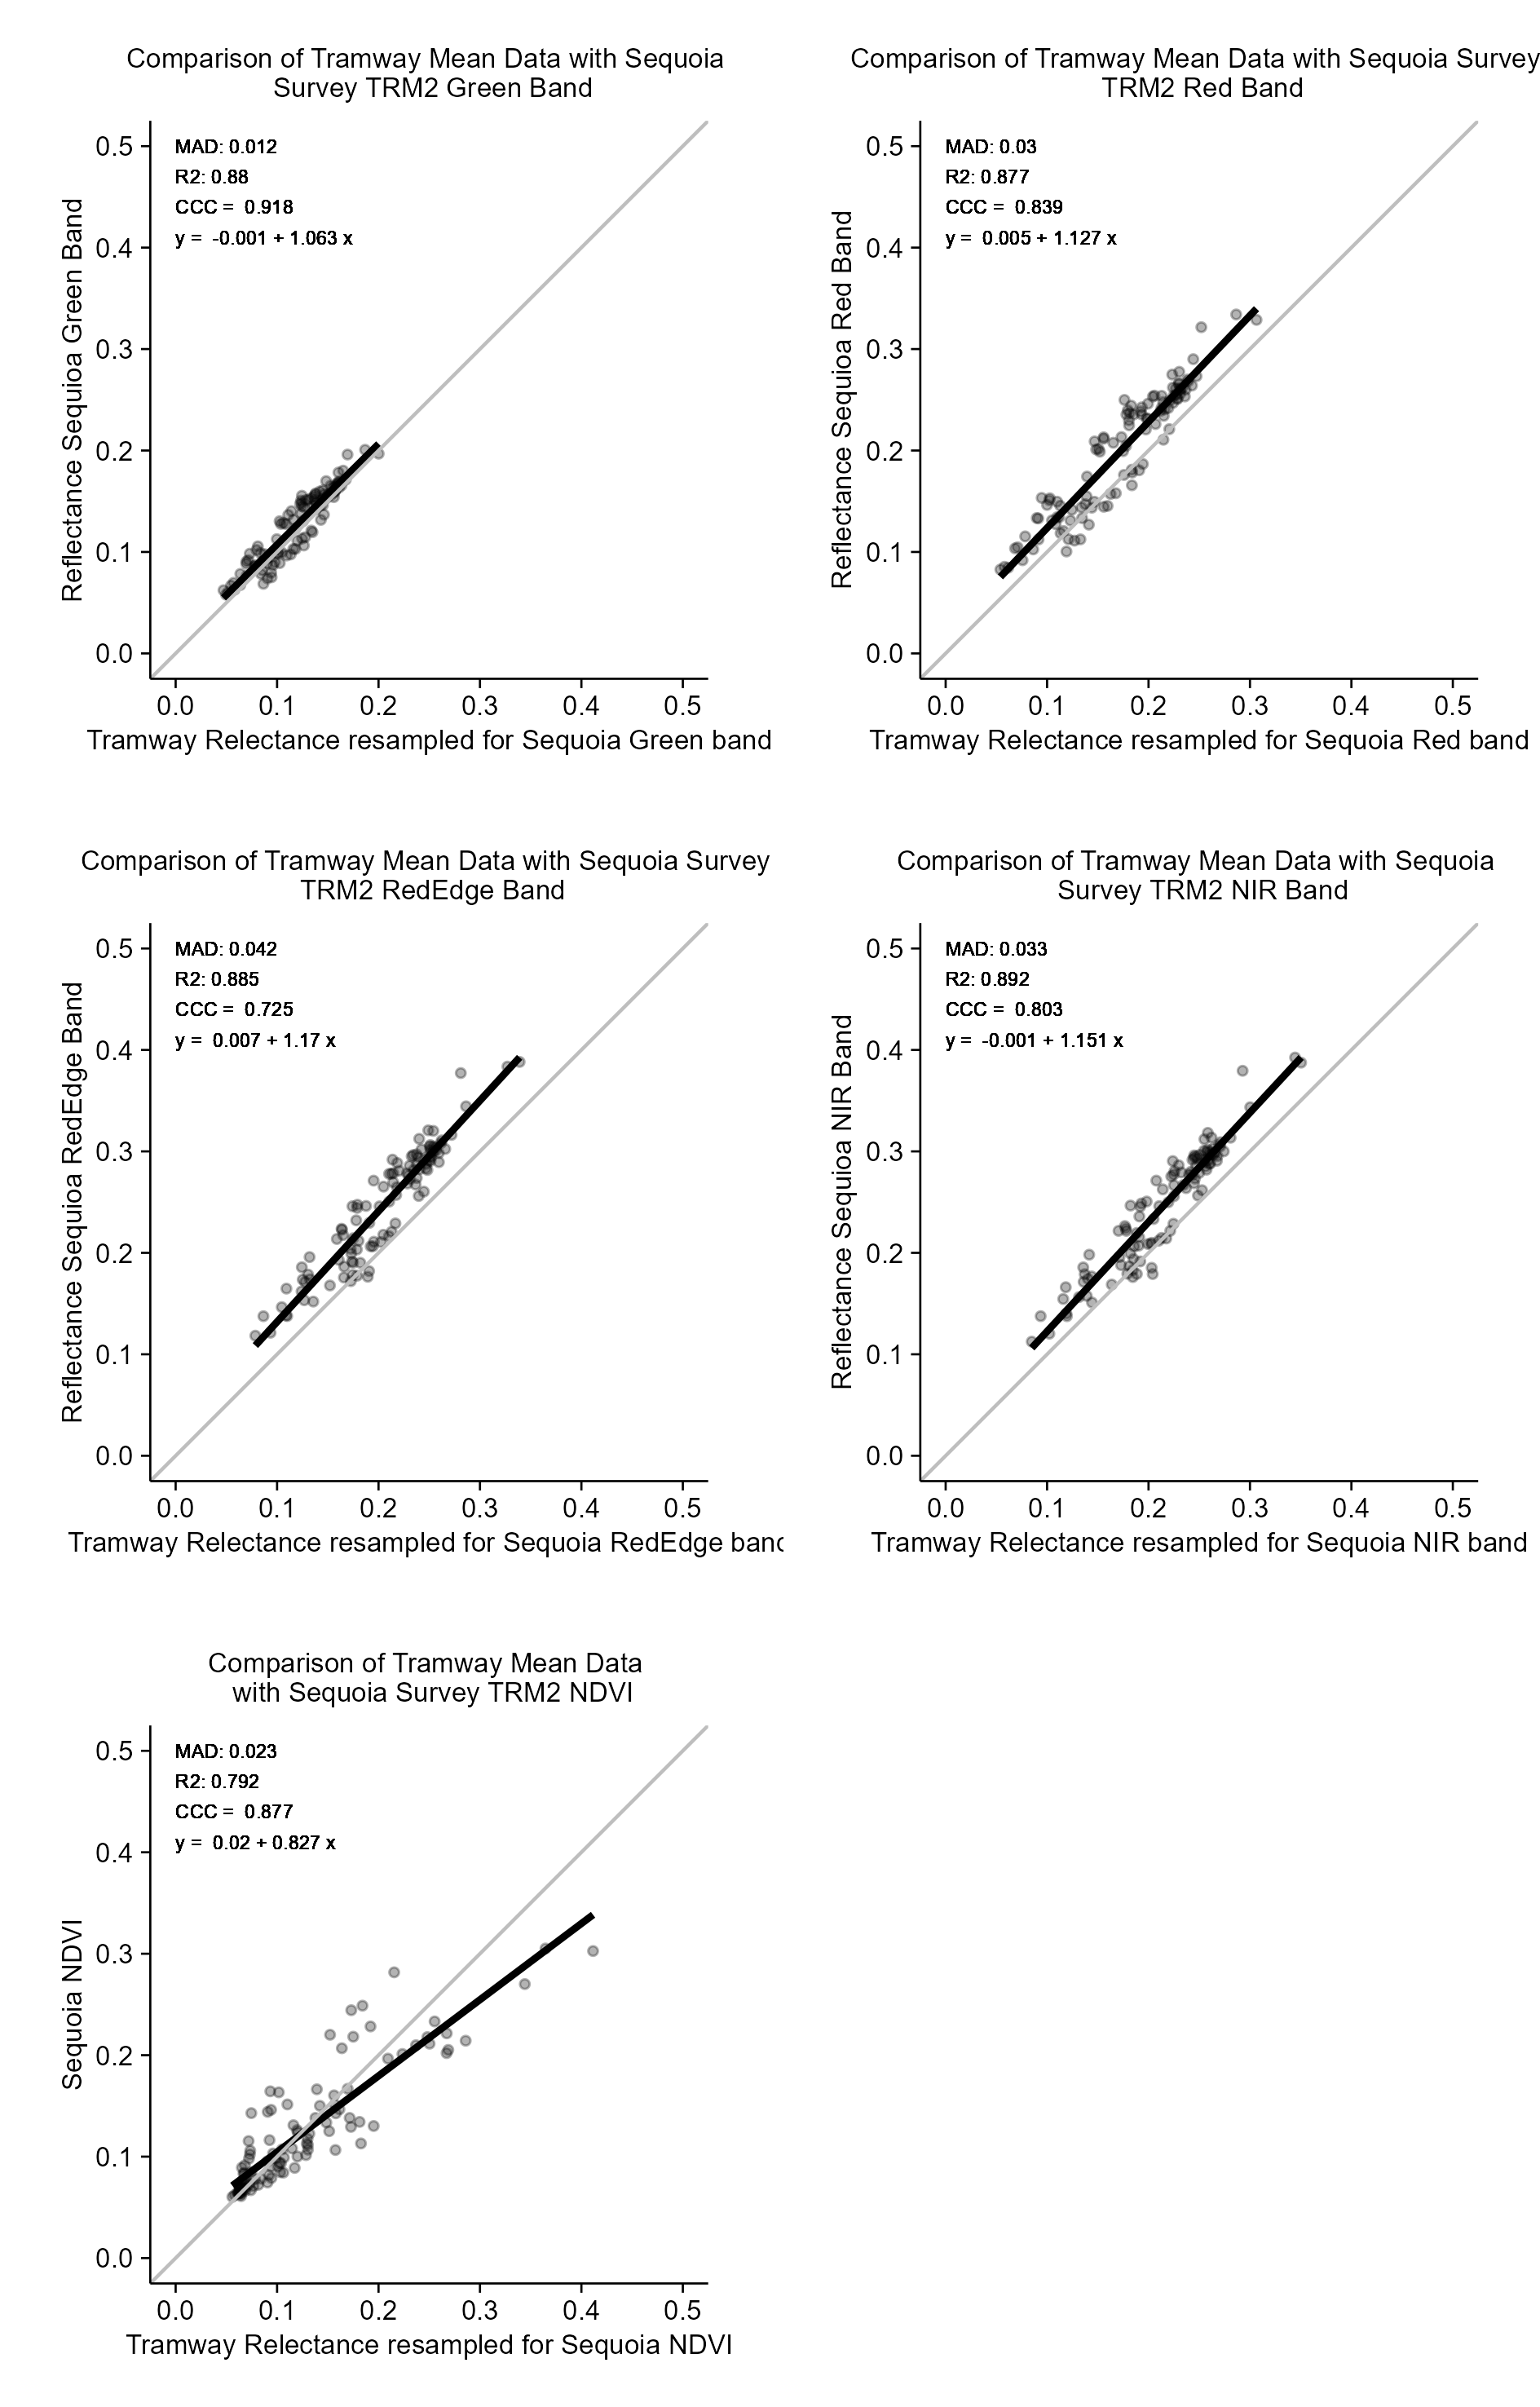 Comparison of Tramway Mean Data with Sequoia
Survey TRM2 Green Band
MAD: 0.012
R2: 0.88
CCC = 0.918
y = -0.001 + 1.063 x
Reflectance Sequioa Green Band
0.5
0.4
0.3
0.2
0.1
0.0
0.0 0.1 0.2 0.3 0.4 0.5
Tramway Relectance resampled for Sequoia Green band
Comparison of Tramway Mean Data with Sequoia Survey
TRM2 Red Band
MAD: 0.03
R2: 0.877
CCC = 0.839
y = 0.005 + 1.127 x
Reflectance Sequioa Red Band
0.5
0.4
0.3
0.2
0.1
0.0
0.0 0.1 0.2 0.3 0.4 0.5
Tramway Relectance resampled for Sequoia Red band
Comparison of Tramway Mean Data with Sequoia Survey
TRM2 RedEdge Band
MAD: 0.042
R2: 0.885
CCC = 0.725
y = 0.007 + 1.17 x
Reflectance Sequioa RedEdge Band
0.5
0.4
0.3
0.2
0.1
0.0
0.0 0.1 0.2 0.3 0.4 0.5
Tramway Relectance resampled for Sequoia RedEdge band
Comparison of Tramway Mean Data with Sequoia
Survey TRM2 NIR Band
MAD: 0.033
R2: 0.892
CCC = 0.803
y = -0.001 + 1.151 x
Reflectance Sequioa NIR Band
0.5
0.4
0.3
0.2
0.1
0.0
0.0 0.1 0.2 0.3 0.4 0.5
Tramway Relectance resampled for Sequoia NIR band
Comparison of Tramway Mean Data
with Sequoia Survey TRM2 NDVI
MAD: 0.023
R2: 0.792
CCC = 0.877
y = 0.02 + 0.827 x
Sequoia NDVI
0.5
0.4
0.3
0.2
0.1
0.0
0.0 0.1 0.2 0.3 0.4 0.5
Tramway Relectance resampled for Sequoia NDVI